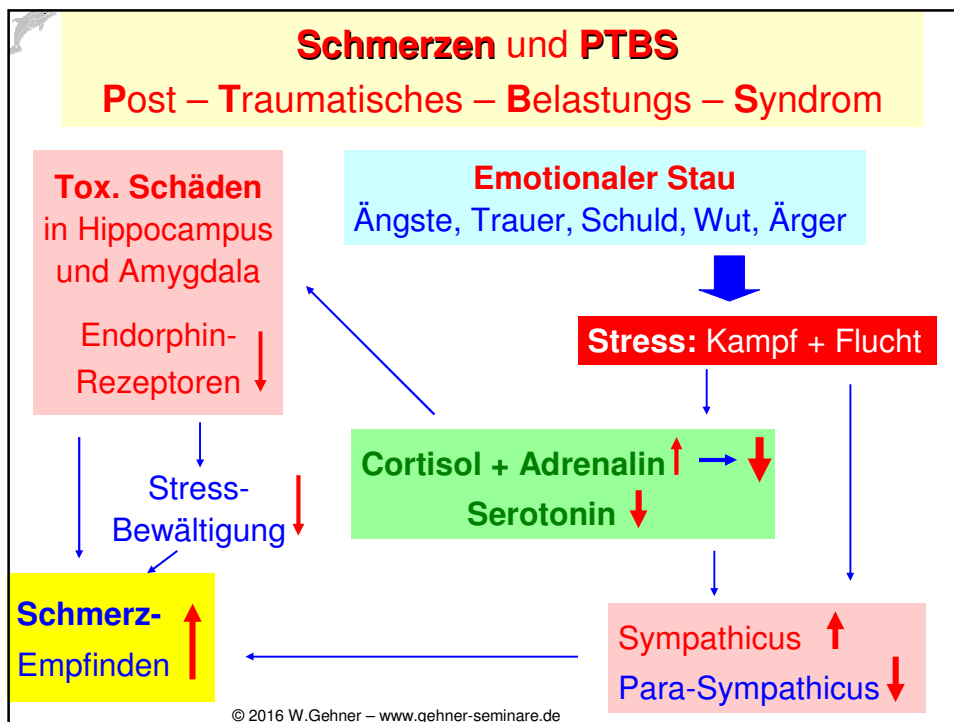 Schmerzen und PTBS
Post – Traumatisches – Belastungs – Syndrom
Tox. Schäden
in Hippocampus
und Amygdala
Endorphin-
Rezeptoren
Emotionaler Stau
Ängste, Trauer, Schuld, Wut, Ärger
Stress: Kampf + Flucht
Cortisol + Adrenalin
Serotonin
Stress-
Bewältigung
Schmerz-
Empfinden
Sympathicus
Para-Sympathicus
© 2016 W.Gehner – www.gehner-seminare.de